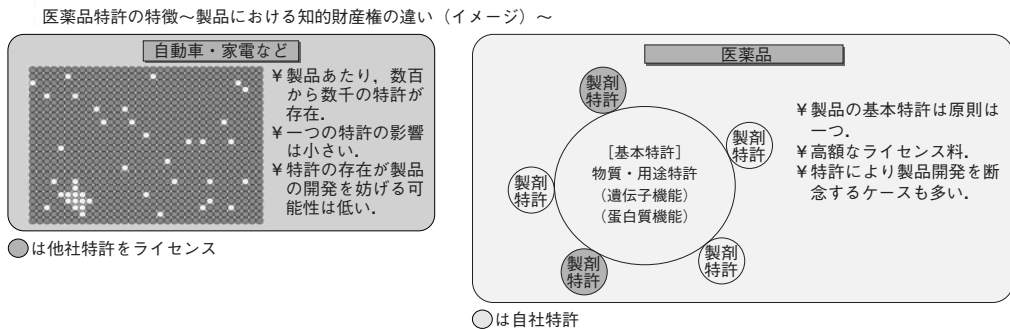 医薬品特許の特徴～製品における知的財産権の違い（イメージ）～
自動車・家電など
¥製品あたり，数百
から数千の特許が
存在．
¥一つの特許の影響
は小さい．
¥特許の存在が製品
の開発を妨げる可
能性は低い．
は他社特許をライセンス
医薬品
製剤
特許
製剤
特許
製剤
特許
[基本特許]
物質・用途特許
（遺伝子機能）
（蛋白質機能）
製剤
特許
製剤
特許
¥製品の基本特許は原則は
一つ．
¥高額なライセンス料．
¥特許により製品開発を断
念するケースも多い．
は自社特許